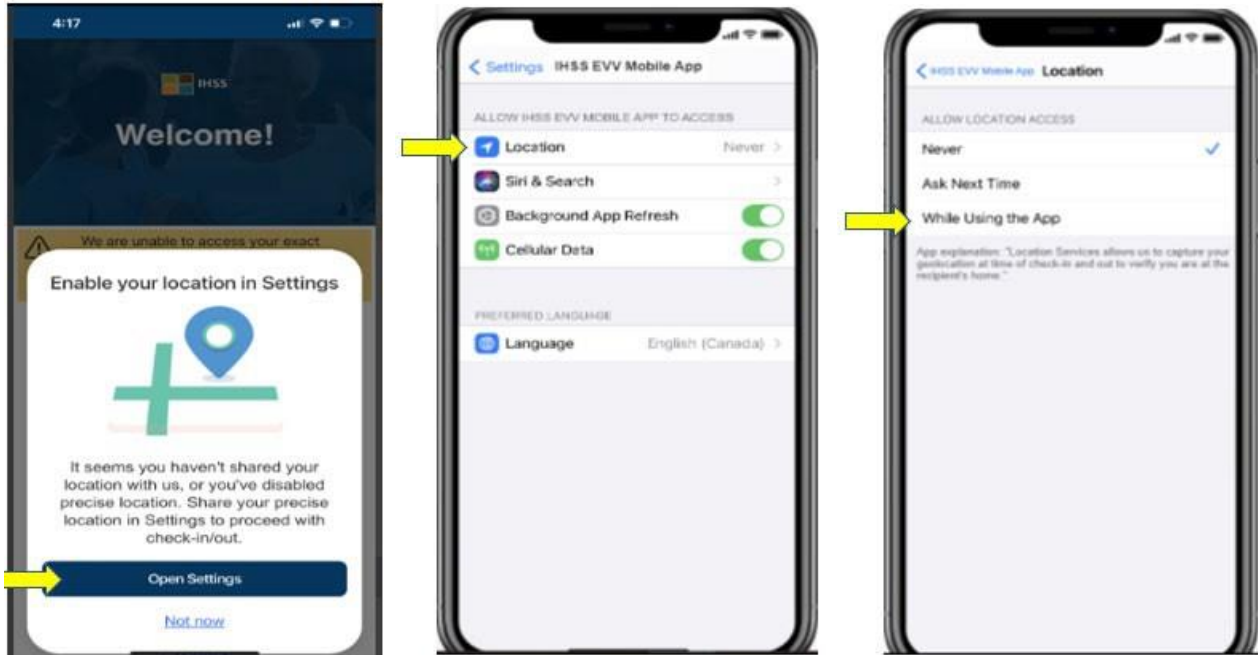 4:17
IHSS
Welcome!
We are unable to access your exact
Enable your location in Settings
It seems you haven't shared your
location with us, or you've disabled
precise location. Share your precise
location in Settings to proceed with
check-in/out.
Open Settings
Not now
Settings IHSS EVV Mobile App
ALLOW IHSS EVV MOBILE APP TO ACCESS
Location Never
Siri & Search
Background App Refresh
Cellular Data
PREFERRED LANGUAGE
Language English (Canada)
IHSS EVV Mobile App Location
ALLOW LOCATION ACCESS
Never
Ask Next Time
While Using the App
App explanation: "Location Services allows us to capture your
geolocation at time of check-in and out to verify you are at the
recipient's home."